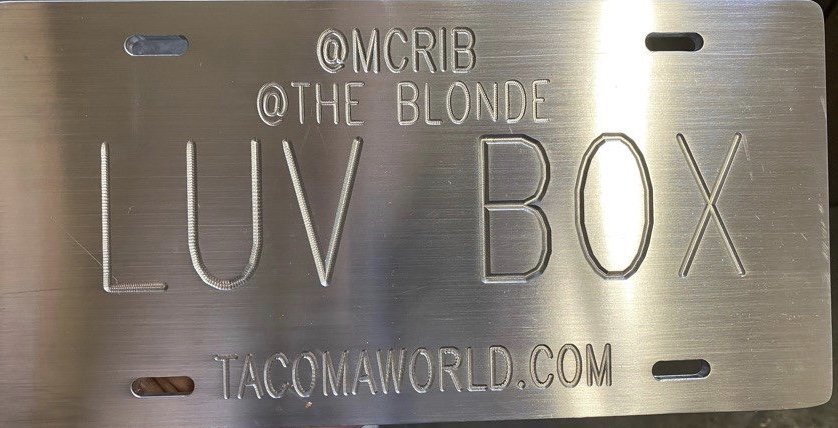 @MCRIB
@THE BLONDE
LUV BOX
TACOMAWORLD.COM